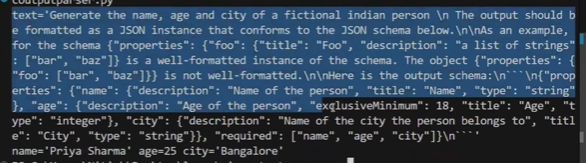 coutputparser.py
text='Generate the name, age and city of a fictional indian person \n The output should b
e formatted as a JSON instance that conforms to the JSON schema below.\n\nAs an example,
for the schema {"properties": {"foo": {"title": "Foo", "description": "a list of strings"
: ["bar", "baz"]} is a well-formatted instance of the schema. The object {"properties": {
"foo": ["bar", "baz"]}} is not well-formatted.\n\nHere is the output schema:\n```\n{"prop
erties": {"name": {"description": "Name of the person", "title": "Name", "type": "string"
}, "age": {"description": "Age of the person", "exclusiveMinimum": 18, "title": "Age", "t
ype": "integer"}, "city": {"description": "Name of the city the person belongs to", "titl
e": "City", "type": "string"}}, "required": ["name", "age", "city"]}\n```'
name='Priya Sharma' age=25 city='Bangalore'